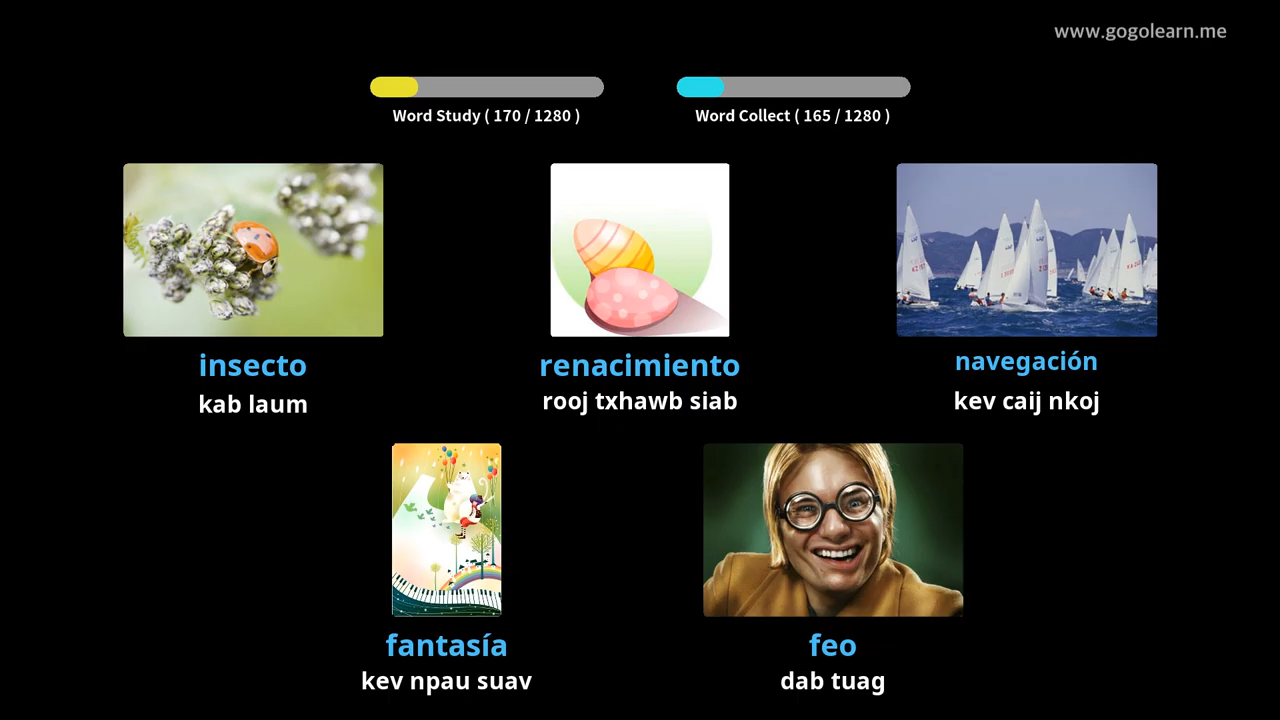 www.gogolearn.me
Word Study ( 170 / 1280 )
Word Collect ( 165 / 1280 )
insecto
kab laum
renacimiento
rooj txhawb siab
navegación
kev caij nkoj
fantasía
kev npau suav
feo
dab tuag